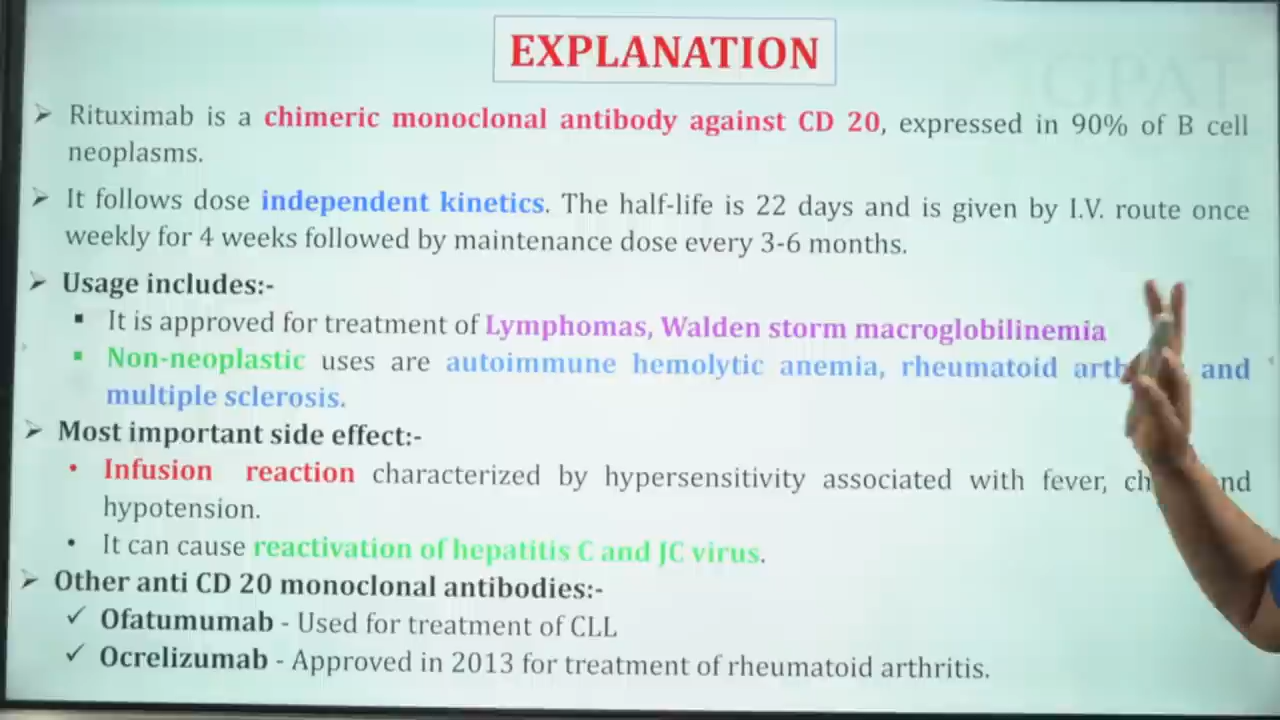 EXPLANATION
GPAT
➤ Rituximab is a chimeric monoclonal antibody against CD 20, expressed in 90% of B cell
neoplasms.
➤ It follows dose independent kinetics. The half-life is 22 days and is given by I.V. route once
weekly for 4 weeks followed by maintenance dose every 3-6 months.
➤ Usage includes:-
▪ It is approved for treatment of Lymphomas, Walden storm macroglobilinemia
▪ Non-neoplastic uses are autoimmune hemolytic anemia, rheumatoid and
multiple sclerosis.
➤ Most important side effect:-
• Infusion reaction characterized by hypersensitivity associated with fever,
hypotension.
• It can cause reactivation of hepatitis C and JC virus.
➤ Other anti CD 20 monoclonal antibodies:-
✓ Ofatumumab - Used for treatment of CLL
✓ Ocrelizumab - Approved in 2013 for treatment of rheumatoid arthritis.